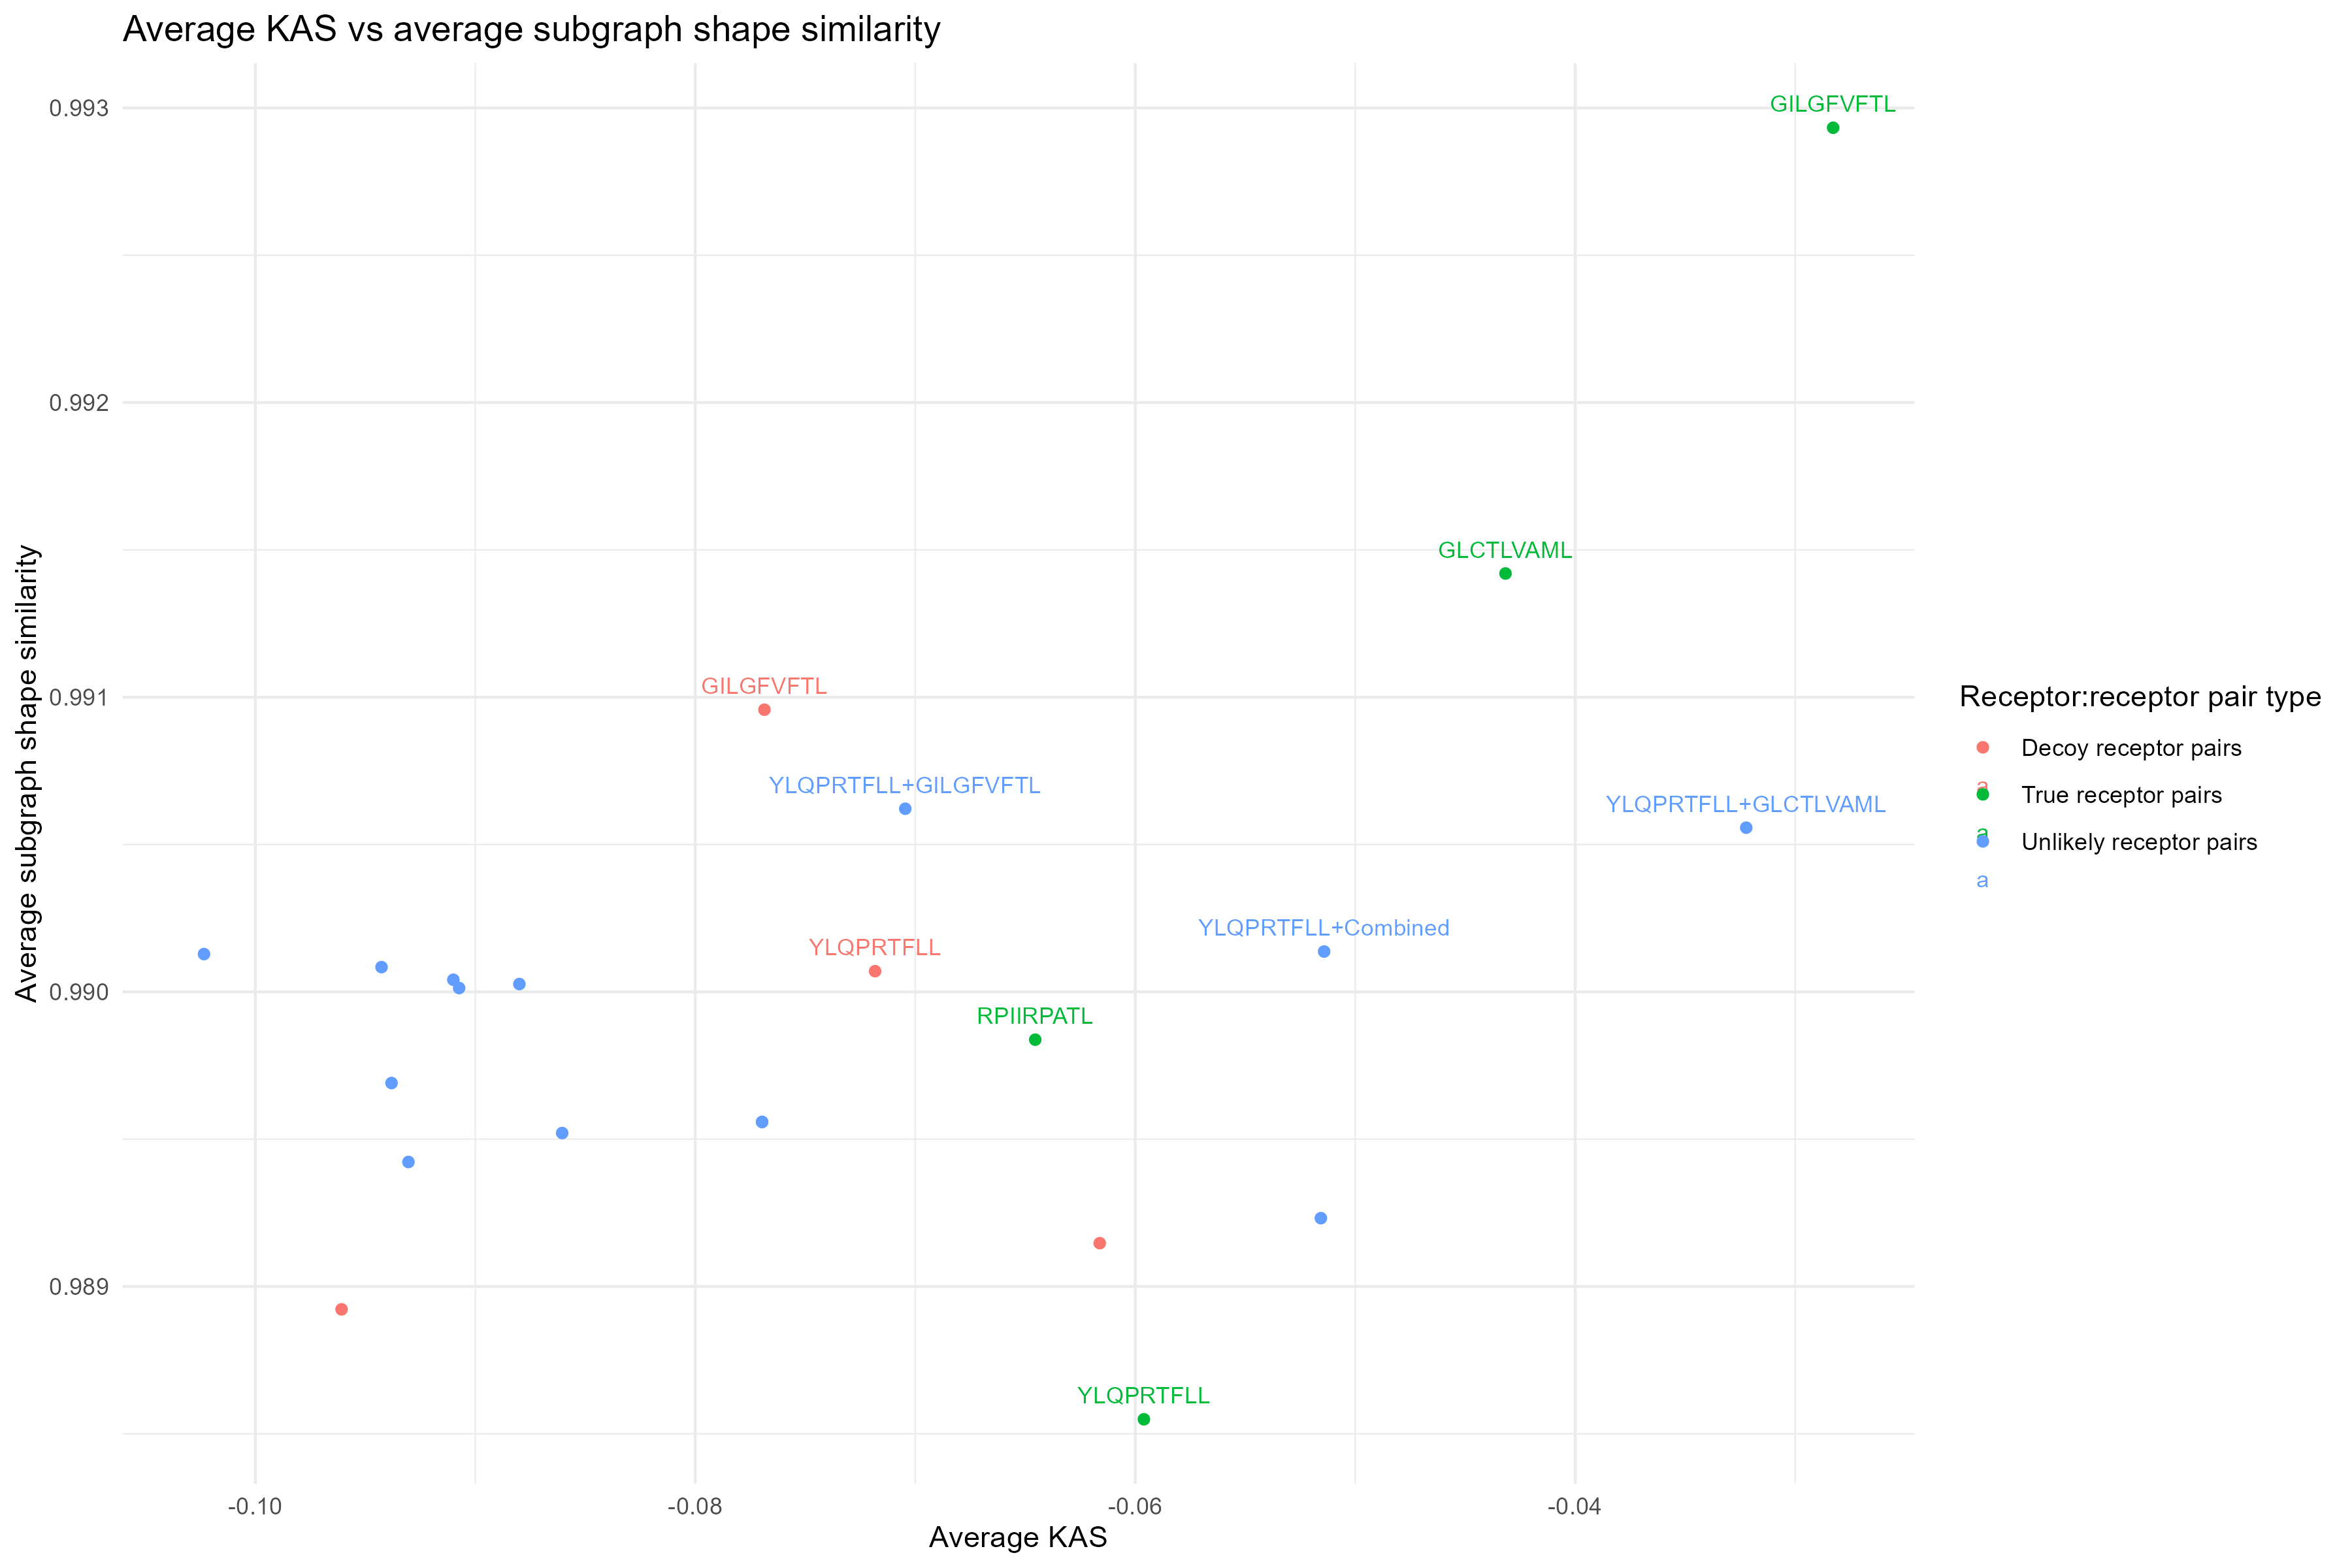 Average KAS vs average subgraph shape similarity
0.993
GILGFVFTL
0.992
GLCTLVAML
0.991
GILGFVFTL
YLQPRTFLL+GILGFVFTL
YLQPRTFLL+GLCTLVAML
YLQPRTFLL+Combined
YLQPRTFLL
0.990
RPIIRPATL
0.989
YLQPRTFLL
Average subgraph shape similarity
-0.10
-0.08
-0.06
-0.04
Average KAS
Receptor:receptor pair type
Decoy receptor pairs
a
True receptor pairs
a
Unlikely receptor pairs
a